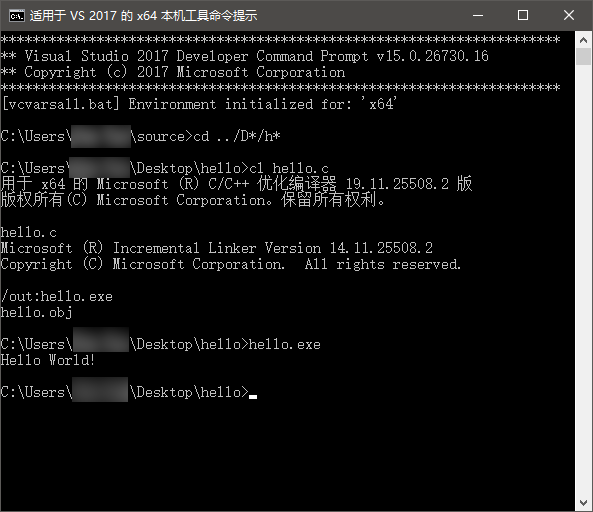 适用于 VS 2017 的 x64 本机工具命令提示
**********************************************************************
** Visual Studio 2017 Developer Command Prompt v15.0.26730.16
** Copyright (c) 2017 Microsoft Corporation
**********************************************************************
[vcvarsall.bat] Environment initialized for: 'x64'
C:\Users\ \source>cd ../D*/h*
C:\Users\ \Desktop\hello>cl hello.c
用于 x64 的 Microsoft (R) C/C++ 优化编译器 19.11.25508.2 版
版权所有(C) Microsoft Corporation。保留所有权利。
hello.c
Microsoft (R) Incremental Linker Version 14.11.25508.2
Copyright (C) Microsoft Corporation.  All rights reserved.
/out:hello.exe
hello.obj
C:\Users\ \Desktop\hello>hello.exe
Hello World!
C:\Users\ \Desktop\hello>